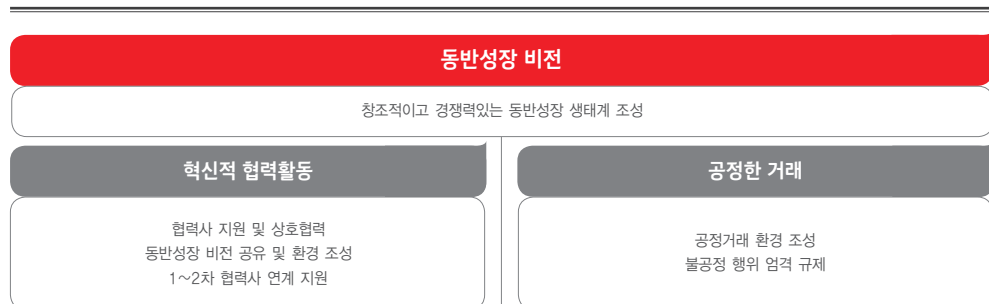 동반성장 비전
창조적이고 경쟁력있는 동반성장 생태계 조성
혁신적 협력활동
협력사 지원 및 상호협력
동반성장 비전 공유 및 환경 조성
1~2차 협력사 연계 지원
공정한 거래
공정거래 환경 조성
불공정 행위 엄격 규제